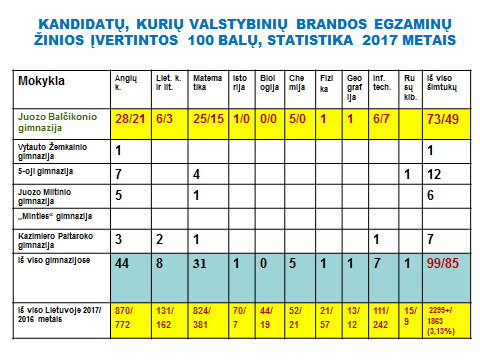 KANDIDATŲ, KURIŲ VALSTYBINIŲ BRANDOS EGZAMINŲ
ŽINIOS ĮVERTINTOS 100 BALŲ, STATISTIKA 2017 METAIS
Mokykla Anglų k. Liet. k. ir lit. Matema tika Isto rija Biol ogija Che mija Fizi ka Geo graf ija Inf. tech. Ru sų klb. Iš viso šimtukų
Juozo Balčikonio gimnazija 28/21 6/3 25/15 1/0 0/0 5/0 1 1 6/7 73/49
Vytauto Žemkalnio gimnazija 1 1
5-oji gimnazija 7 4 1 12
Juozo Miltinio gimnazija 5 1 6
„Minties“ gimnazija
Kazimiero Paltaroko gimnazija 3 2 1 1 7
Iš viso gimnazijose 44 8 31 1 0 5 1 1 7 1 99/85
Iš viso Lietuvoje 2017/ 2016 metais 870/ 772 131/ 162 824/ 381 70/ 7 44/ 19 52/ 21 21/ 57 13/ 12 111/ 242 15/ 9 2299+/ 1863 (3,13%)